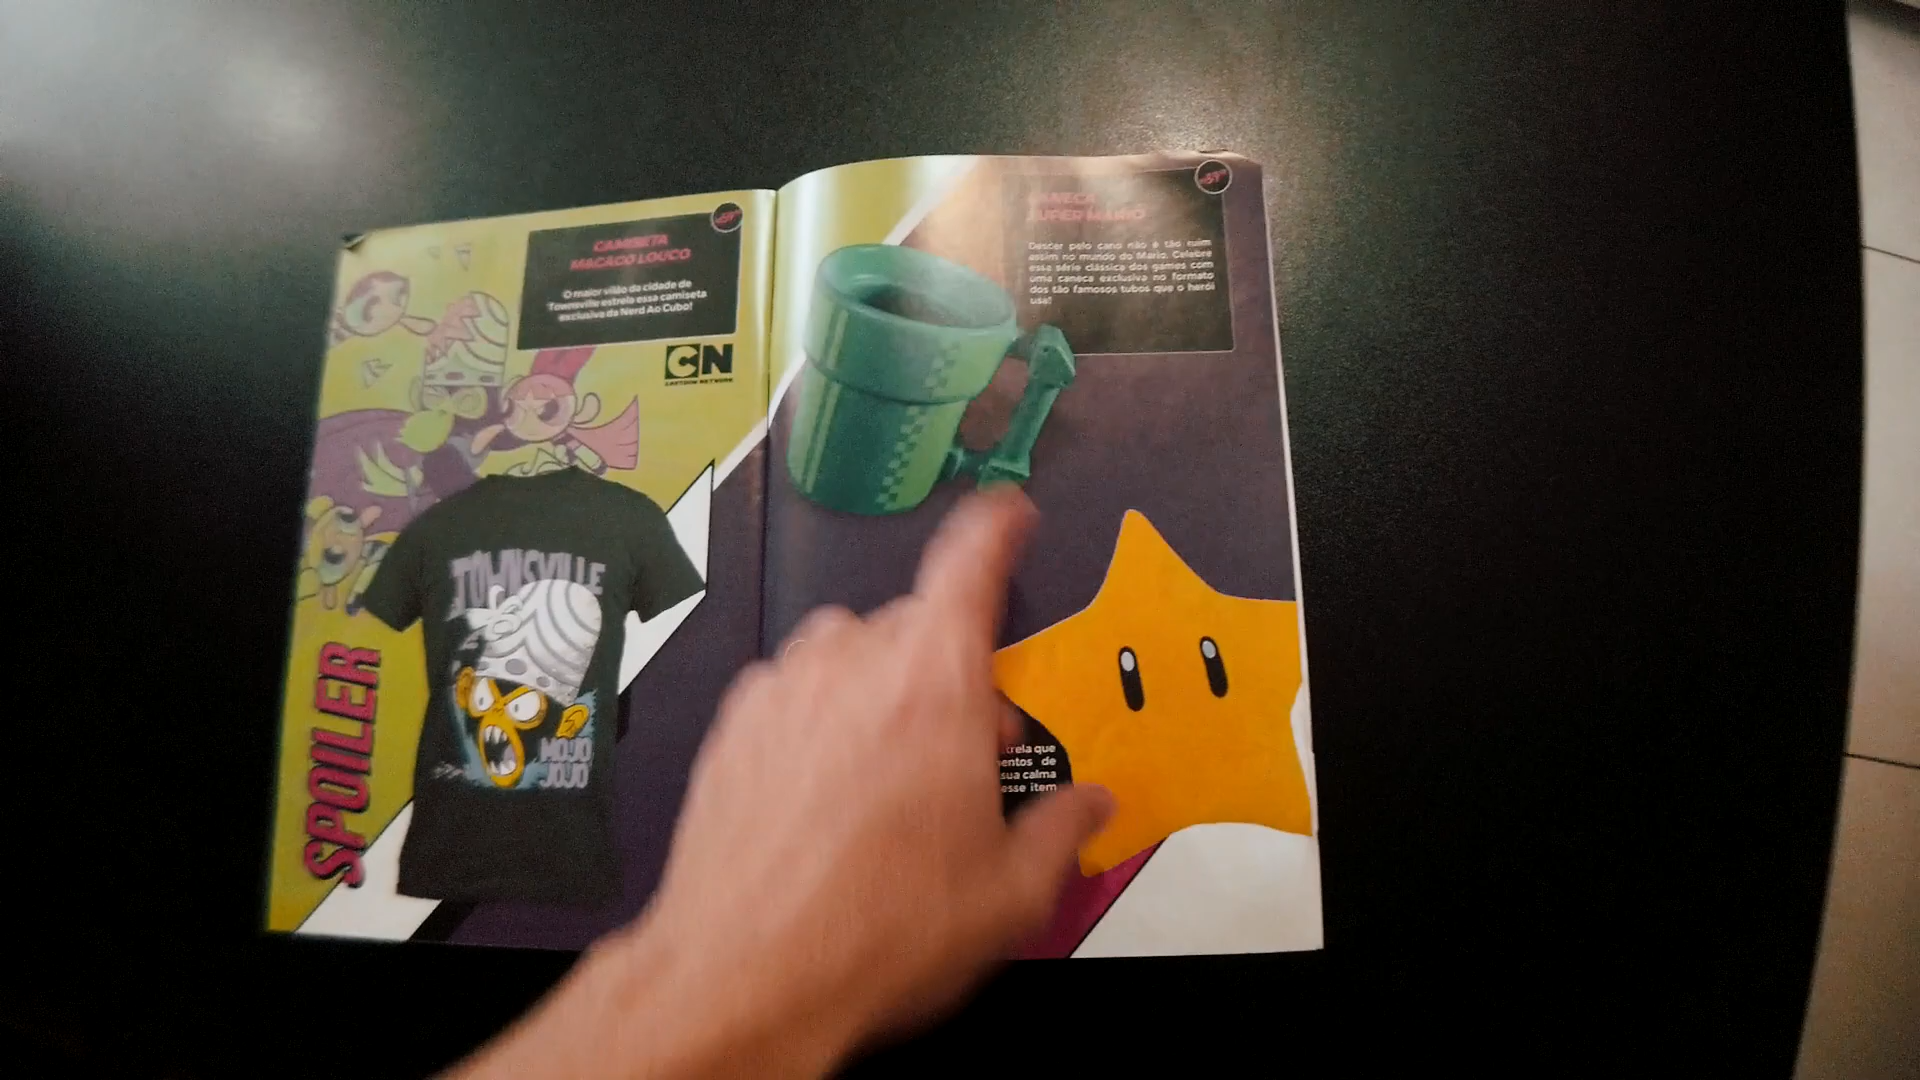 CAMISETA
MACACO LOUCO
O maior vilão da cidade de
Townsville estrela essa camiseta
exclusiva da Nerd Ao Cubo!
CN
CARTOON NETWORK
TOWNSVILLE
MOJO
JOJO
SPOILER
CANECA
SUPER MARIO
Descer pelo cano não é tão ruim
assim no mundo do Mario. Celebre
essa série clássica dos games com
uma caneca exclusiva no formato
dos tão famosos tubos que o herói
usa!
trela que
entos de
sua calma
esse item